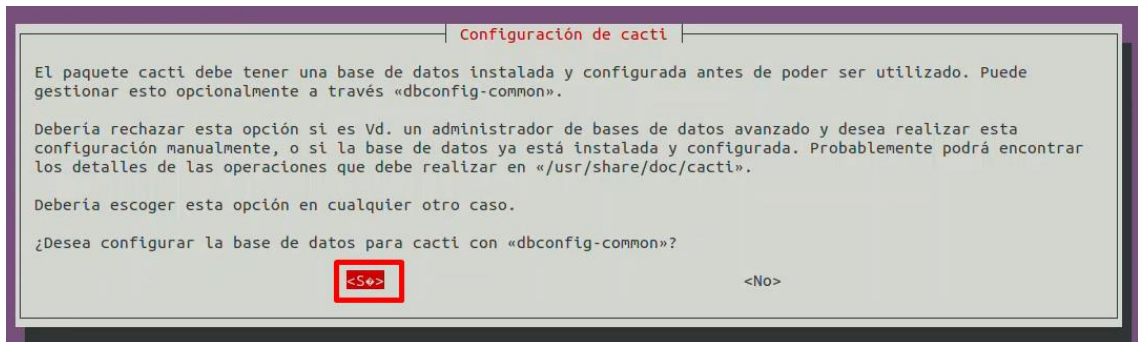 Configuración de cacti
El paquete cacti debe tener una base de datos instalada y configurada antes de poder ser utilizado. Puede
gestionar esto opcionalmente a través «dbconfig-common».
Debería rechazar esta opción si es Vd. un administrador de bases de datos avanzado y desea realizar esta
configuración manualmente, o si la base de datos ya está instalada y configurada. Probablemente podrá encontrar
los detalles de las operaciones que debe realizar en «/usr/share/doc/cacti».
Debería escoger esta opción en cualquier otro caso.
¿Desea configurar la base de datos para cacti con «dbconfig-common»?
<S�> <No>